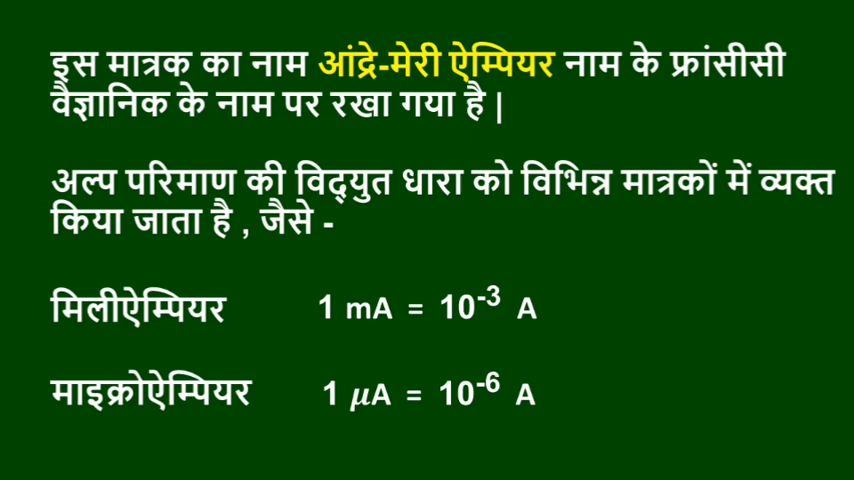 इस मात्रक का नाम आंद्रे-मेरी ऐम्पियर नाम के फ्रांसीसी
वैज्ञानिक के नाम पर रखा गया है |
अल्प परिमाण की विद्‌युत धारा को विभिन्न मात्रकों में व्यक्त
किया जाता है , जैसे -
मिलीऐम्पियर 1 mA = 10⁻³ A
माइक्रोऐम्पियर 1 μA = 10⁻⁶ A